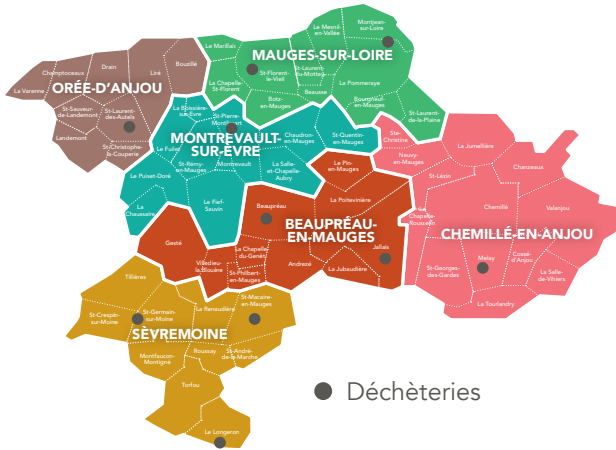 Le Mesnil-
en-Vallée
Montjean-
sur-Loire
Le Marillais
MAUGES-SUR-LOIRE
St-Florent-
le-Vieil
St-Laurent-
du-Mottay
La Chapelle-
St-Florent
Beausse
La Pommeraye
Botz-
en-Mauges
Bourgneuf-
en-Mauges
St-Laurent-
de-la-Plaine
Bouzillé
Drain
Liré
Champtoceaux
La Varenne
ORÉE-D'ANJOU
St-Sauveur-
de-Landemont
St-Laurent-
des-Autels
Landemont
St-Christophe-
la-Couperie
La Boissière-
sur-Evre
St-Pierre-
Montlimart
MONTREVAULT-
SUR-ÈVRE
Chaudron-
en-Mauges
St-Quentin-
en-Mauges
Le Fuilet
St-Rémy-
en-Mauges
Montrevault
La Salle-
et-Chapelle-
Aubry
Le Puiset-Doré
Le Fief-
Sauvin
La
Chaussaire
Ste-
Christine
Neuvy-
en-Mauges
La Jumellière
St-Lézin
Chanzeaux
La
Chapelle-
Rousselin
Chemillé
Valanjou
CHEMILLÉ-EN-ANJOU
St-Georges-
des-Gardes
Melay
Cossé-
d'Anjou
La Salle-
de-Vihiers
La Tourlandry
Le Pin-
en-Mauges
La Poitevinière
Beaupréau
BEAUPRÉAU-
EN-MAUGES
Gesté
Villedieu-
la-Blouère
La Chapelle-
du-Genêt
Andrezé
Jallais
La Jubaudière
St-Philbert-
en-Mauges
Tillières
St-Crespin-
sur-Moine
St-Germain-
sur-Moine
La Renaudière
St-Macaire-
en-Mauges
SÈVREMOINE
Montfaucon-
Montigné
Roussay
St-André-
de-la-Marche
Torfou
Le Longeron
Déchèteries